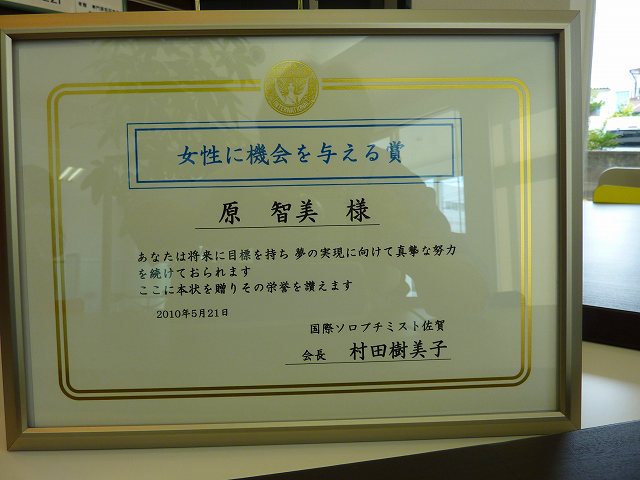 女性に機会を与える賞
原 智美 様
あなたは将来に目標を持ち 夢の実現に向けて真摯な努力
を続けておられます
ここに本状を贈りその栄誉を讃えます
2010年5月21日
国際ソロプチミスト佐賀
会長 村田樹美子